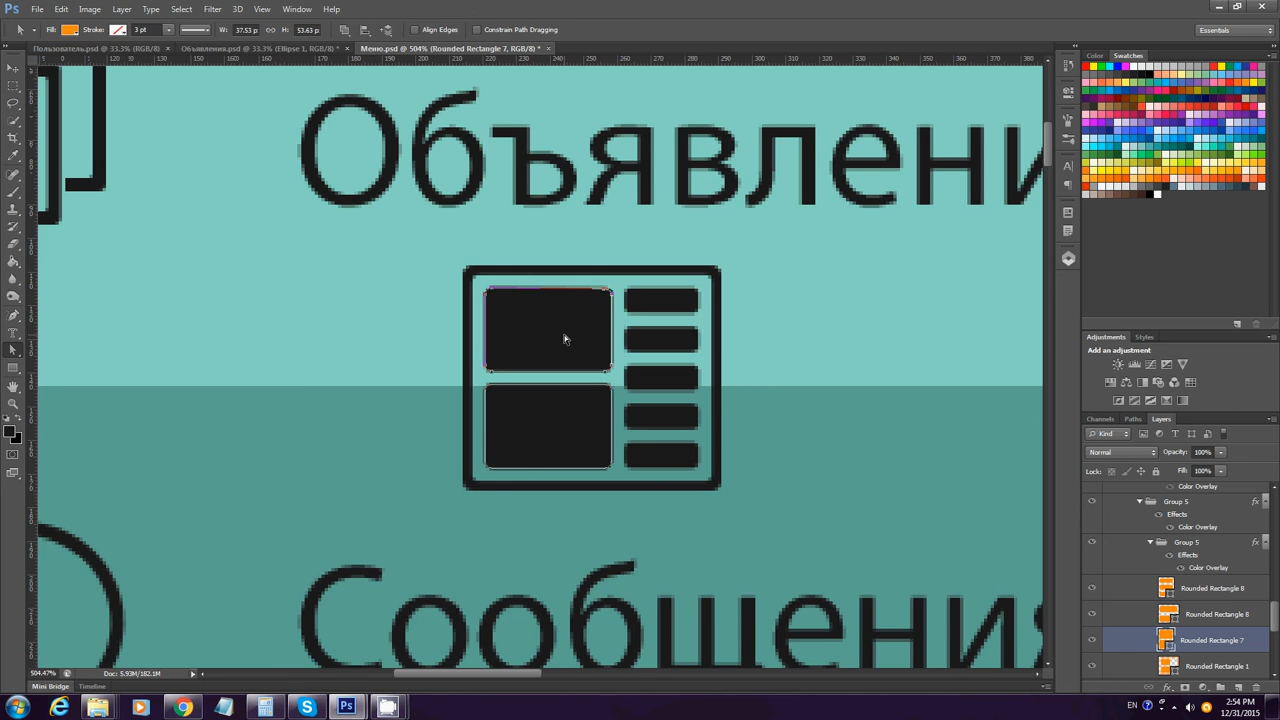 Ps File Edit Image Layer Type Select Filter 3D View Window Help
Fill: Stroke: 3 pt W: 37.53 p H: 53.63 p Align Edges Constrain Path Dragging Essentials
Пользователь.psd @ 33.3% (RGB/8) Объявления.psd @ 33.3% (Ellipse 1, RGB/8) * Меню.psd @ 504% (Rounded Rectangle 7, RGB/8) *
Color Swatches
Объявлени
Adjustments Styles
Add an adjustment
Channels Paths Layers
Kind
Normal Opacity: 100%
Lock: Fill: 100%
Color Overlay
Group 5 fx
Effects
Color Overlay
Group 5 fx
Effects
Color Overlay
Rounded Rectangle 8
Rounded Rectangle 8
Rounded Rectangle 7
Rounded Rectangle 1
Сообщения
504.47% Doc: 5.93M/182.1M
Mini Bridge Timeline
EN 2:54 PM
12/31/2015